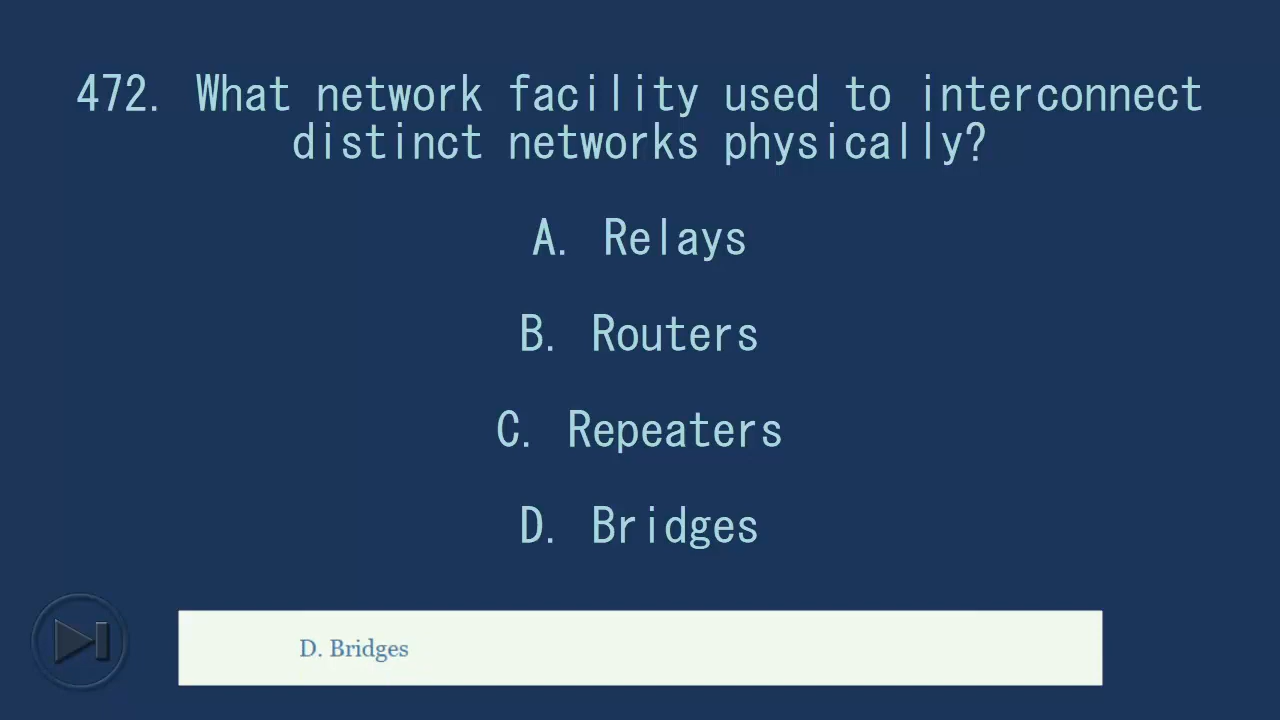 472. What network facility used to interconnect
distinct networks physically?
A. Relays
B. Routers
C. Repeaters
D. Bridges
D. Bridges